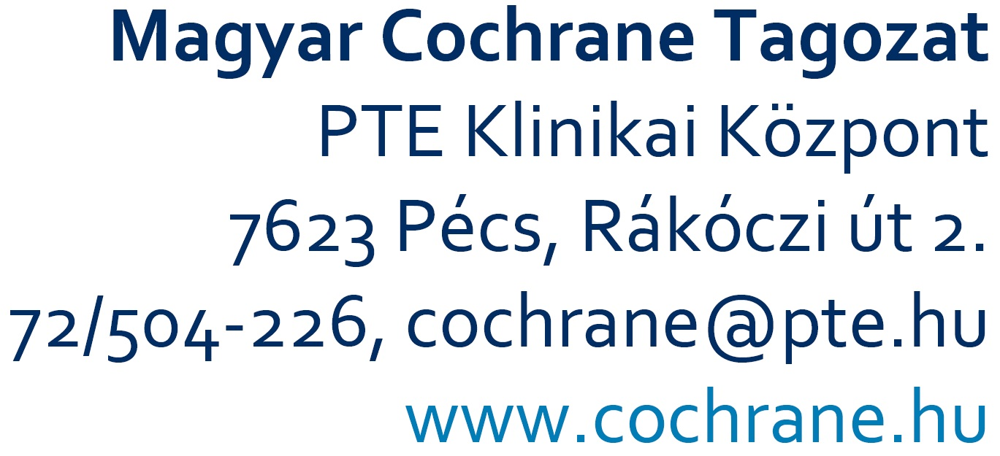 Magyar Cochrane Tagozat
PTE Klinikai Központ
7623 Pécs, Rákóczi út 2.
72/504-226, cochrane@pte.hu
www.cochrane.hu